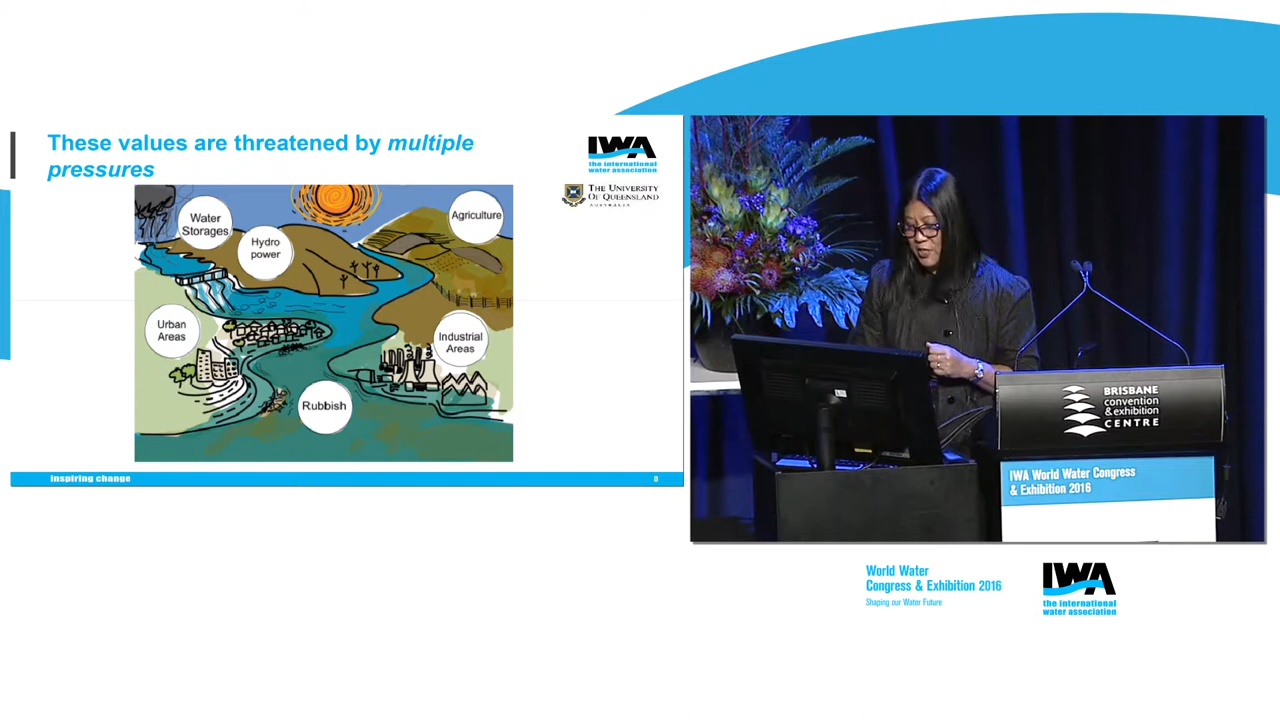 These values are threatened by multiple
pressures
IWA
the international
water association
THE UNIVERSITY
OF QUEENSLAND
AUSTRALIA
Water
Storages
Hydro
power
Agriculture
Urban
Areas
Industrial
Areas
Rubbish
inspiring change
8
BRISBANE
convention
& exhibition
CENTRE
IWA World Water Congress
& Exhibition 2016
World Water
Congress & Exhibition 2016
Shaping our Water Future
IWA
the international
water association